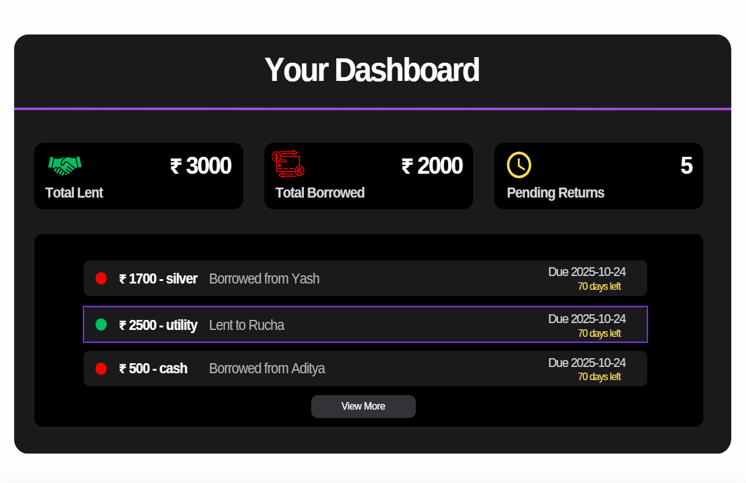 Your Dashboard
₹ 3000
Total Lent
₹ 2000
Total Borrowed
5
Pending Returns
₹ 1700 - silver Borrowed from Yash Due 2025-10-24
70 days left
₹ 2500 - utility Lent to Rucha Due 2025-10-24
70 days left
₹ 500 - cash Borrowed from Aditya Due 2025-10-24
70 days left
View More